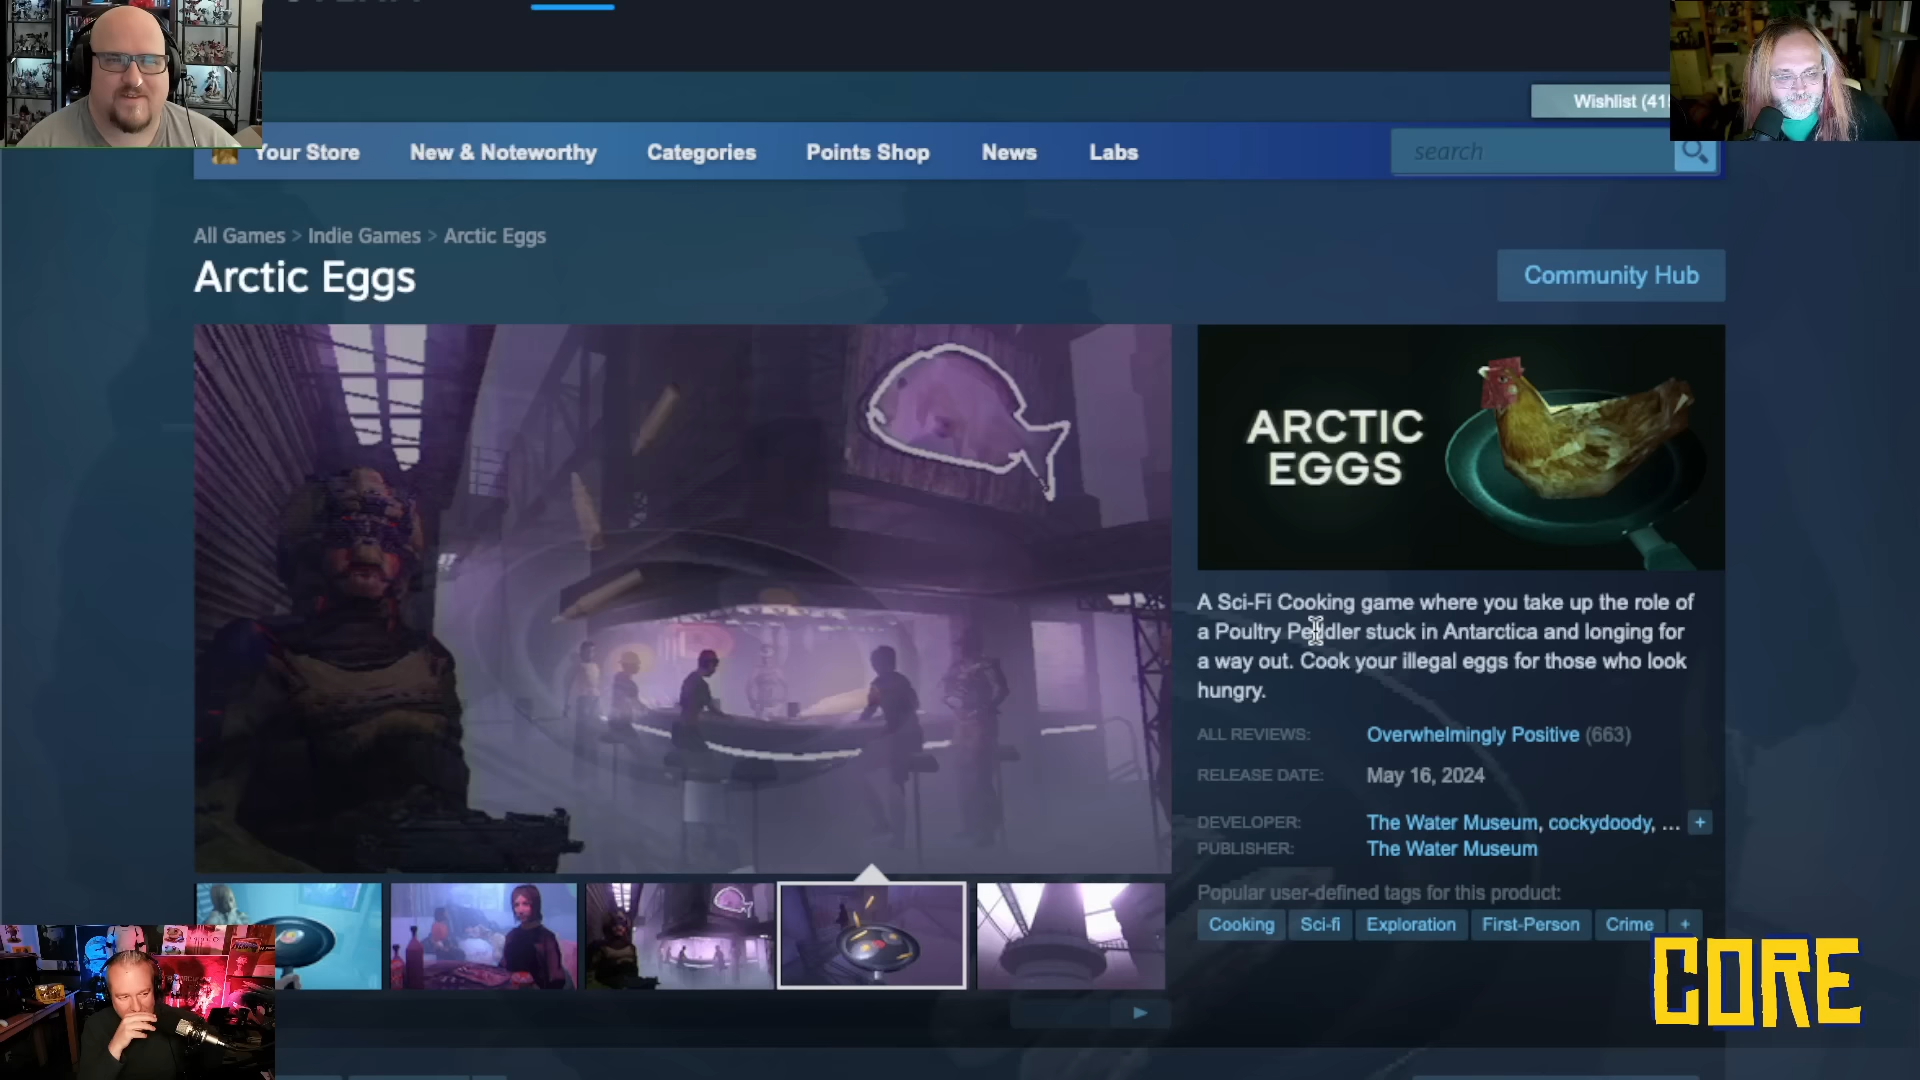 Wishlist (41
Your Store
New & Noteworthy
Categories
Points Shop
News
Labs
search
All Games > Indie Games > Arctic Eggs
Arctic Eggs
Community Hub
ARCTIC
EGGS
A Sci-Fi Cooking game where you take up the role of
a Poultry Peddler stuck in Antarctica and longing for
a way out. Cook your illegal eggs for those who look
hungry.
ALL REVIEWS: Overwhelmingly Positive (663)
RELEASE DATE: May 16, 2024
DEVELOPER: The Water Museum, cockydoody, ... +
PUBLISHER: The Water Museum
Popular user-defined tags for this product:
Cooking Sci-fi Exploration First-Person Crime +
CORE